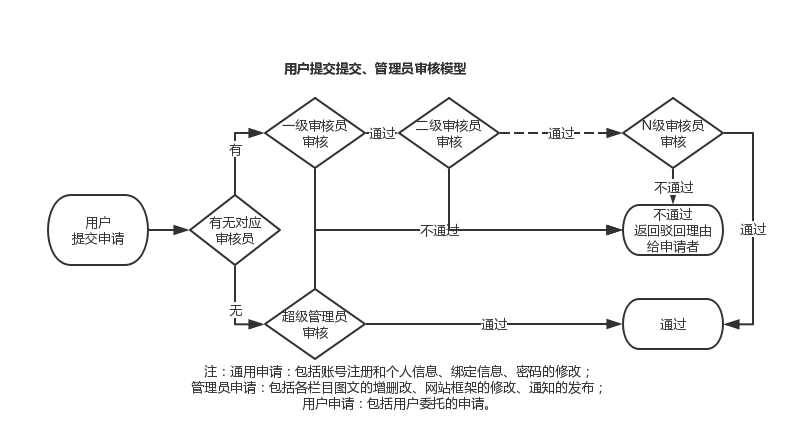 用户提交提交、管理员审核模型
一级审核员
审核
通过
二级审核员
审核
通过
N级审核员
审核
有
不通过
用户
提交申请
有无对应
审核员
不通过
不通过
返回驳回理由
给申请者
通过
无
超级管理员
审核
通过
通过
注：通用申请：包括账号注册和个人信息、绑定信息、密码的修改；
管理员申请：包括各栏目图文的增删改、网站框架的修改、通知的发布；
用户申请：包括用户委托的申请。